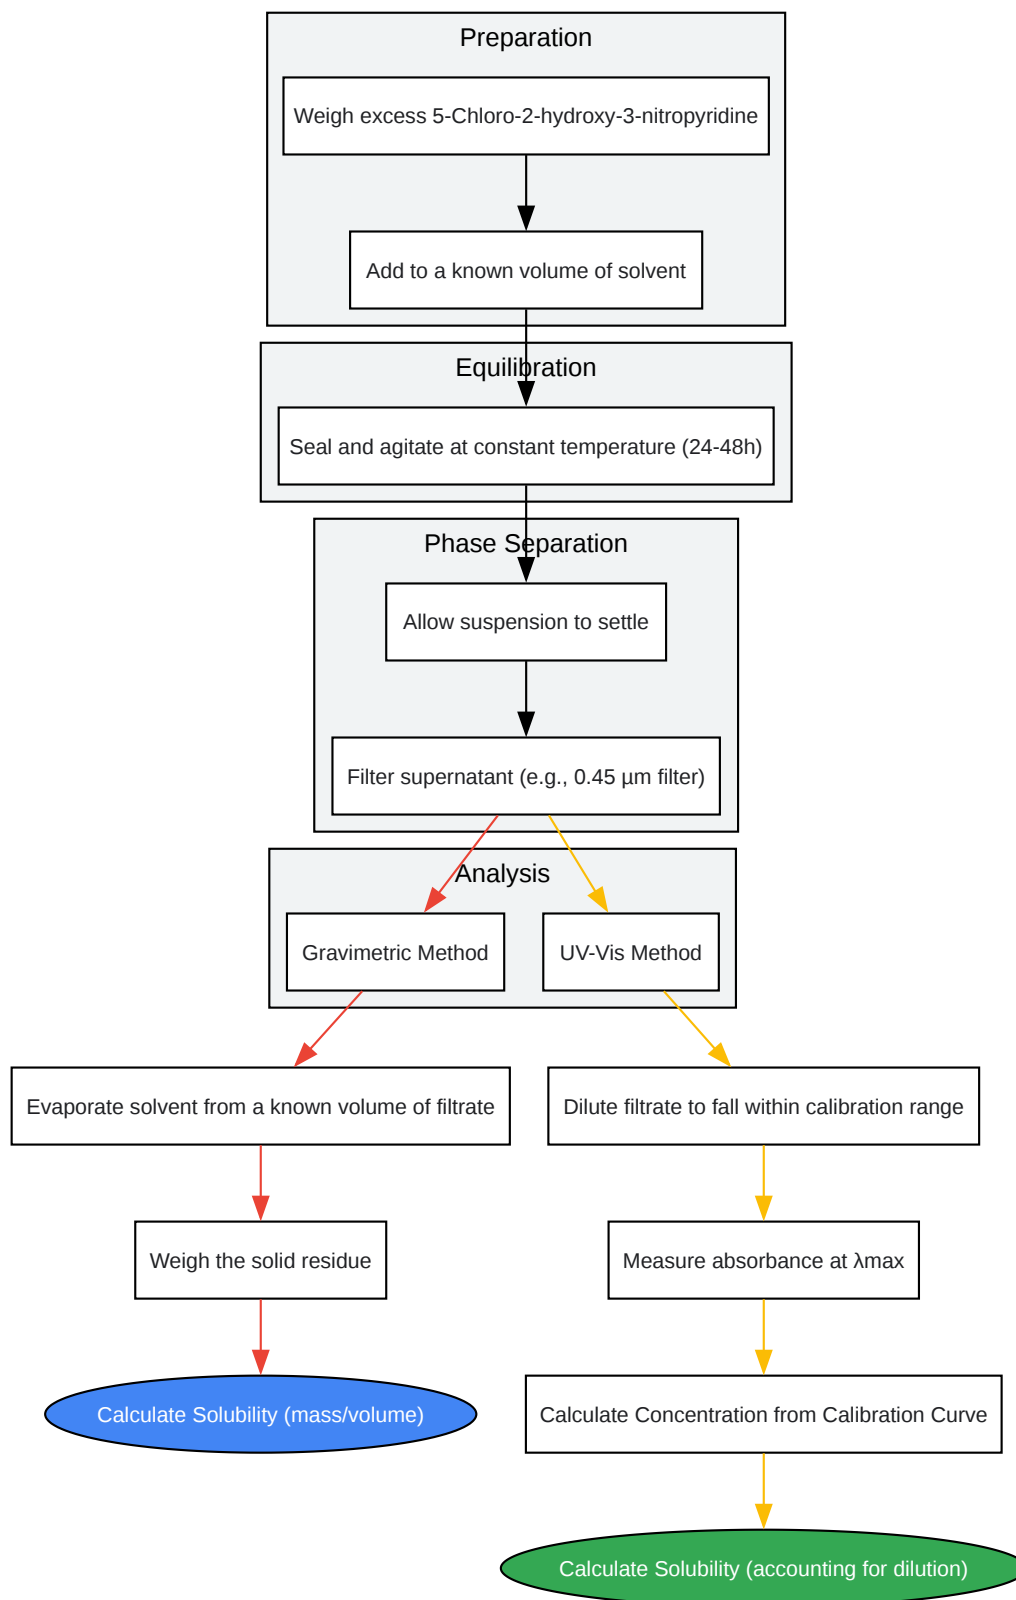 Preparation
Weigh excess 5-Chloro-2-hydroxy-3-nitropyridine
Add to a known volume of solvent
Equilibration
Seal and agitate at constant temperature (24-48h)
Phase Separation
Allow suspension to settle
Filter supernatant (e.g., 0.45 µm filter)
Analysis
Gravimetric Method
UV-Vis Method
Evaporate solvent from a known volume of filtrate
Dilute filtrate to fall within calibration range
Weigh the solid residue
Measure absorbance at λmax
Calculate Solubility (mass/volume)
Calculate Concentration from Calibration Curve
Calculate Solubility (accounting for dilution)